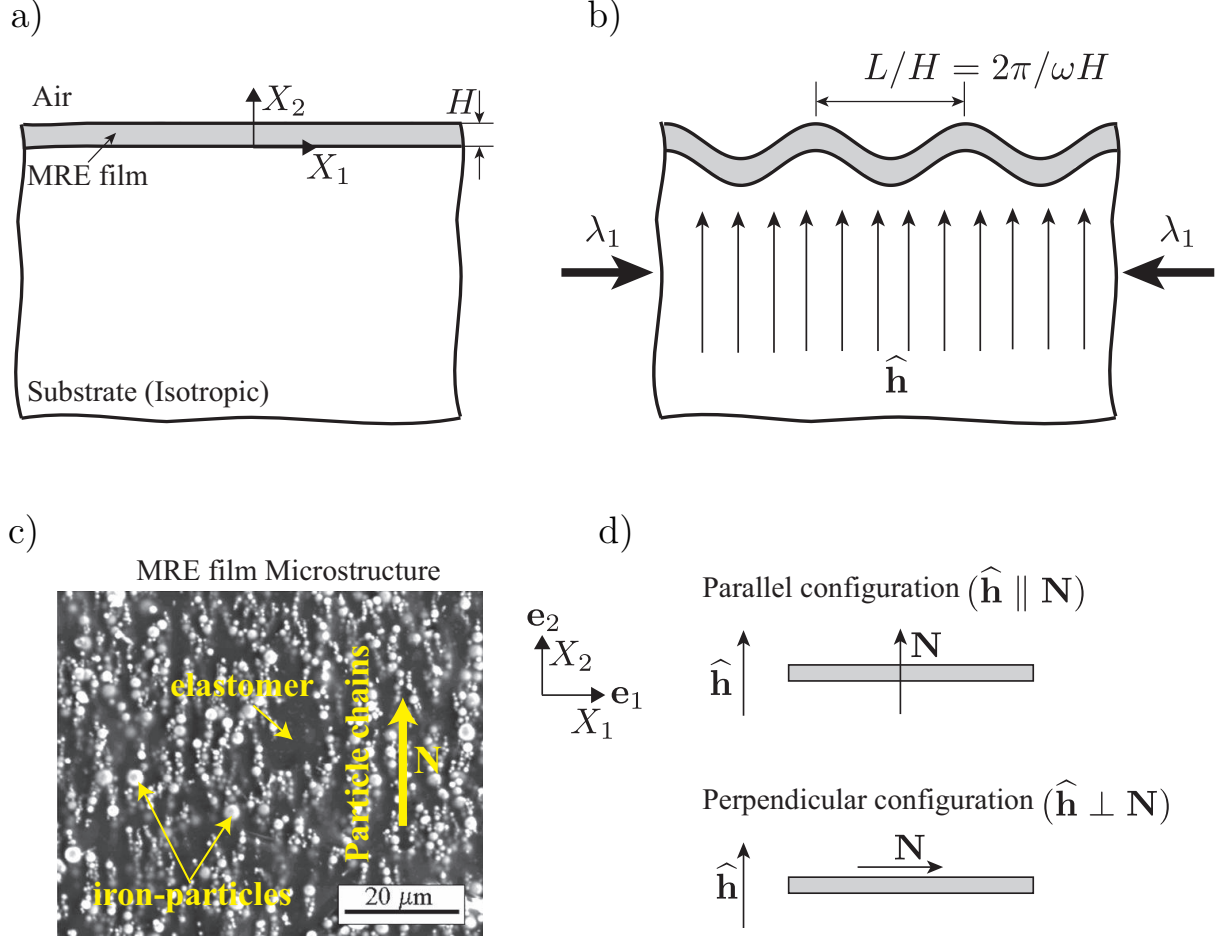 a)
Air
X₂
H
MRE film
X₁
Substrate (Isotropic)
b)
L/H = 2π/ωH
λ₁
λ₁
ĥ
c)
MRE film Microstructure
elastomer
Particle chains
N
iron-particles
20 μm
e₂
X₂
e₁
X₁
d)
Parallel configuration (ĥ ∥ N)
N
ĥ
Perpendicular configuration (ĥ ⊥ N)
N
ĥ